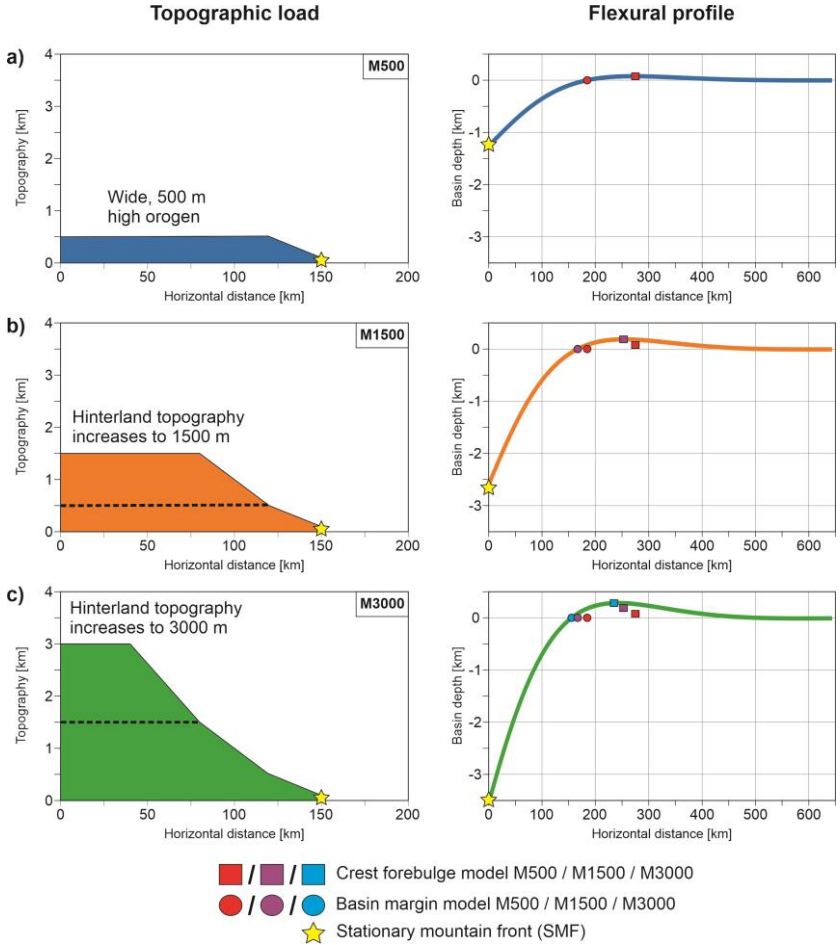 Topographic load
Flexural profile
a)
M500
4
3
2
1
0
Topography [km]
Wide, 500 m
high orogen
0 50 100 150 200
Horizontal distance [km]
0
-1
-2
-3
Basin depth [km]
0 100 200 300 400 500 600
Horizontal distance [km]
b)
M1500
4
3
2
1
0
Topography [km]
Hinterland topography
increases to 1500 m
0 50 100 150 200
Horizontal distance [km]
0
-1
-2
-3
Basin depth [km]
0 100 200 300 400 500 600
Horizontal distance [km]
c)
M3000
4
3
2
1
0
Topography [km]
Hinterland topography
increases to 3000 m
0 50 100 150 200
Horizontal distance [km]
0
-1
-2
-3
Basin depth [km]
0 100 200 300 400 500 600
Horizontal distance [km]
/ / Crest forebulge model M500 / M1500 / M3000
/ / Basin margin model M500 / M1500 / M3000
Stationary mountain front (SMF)